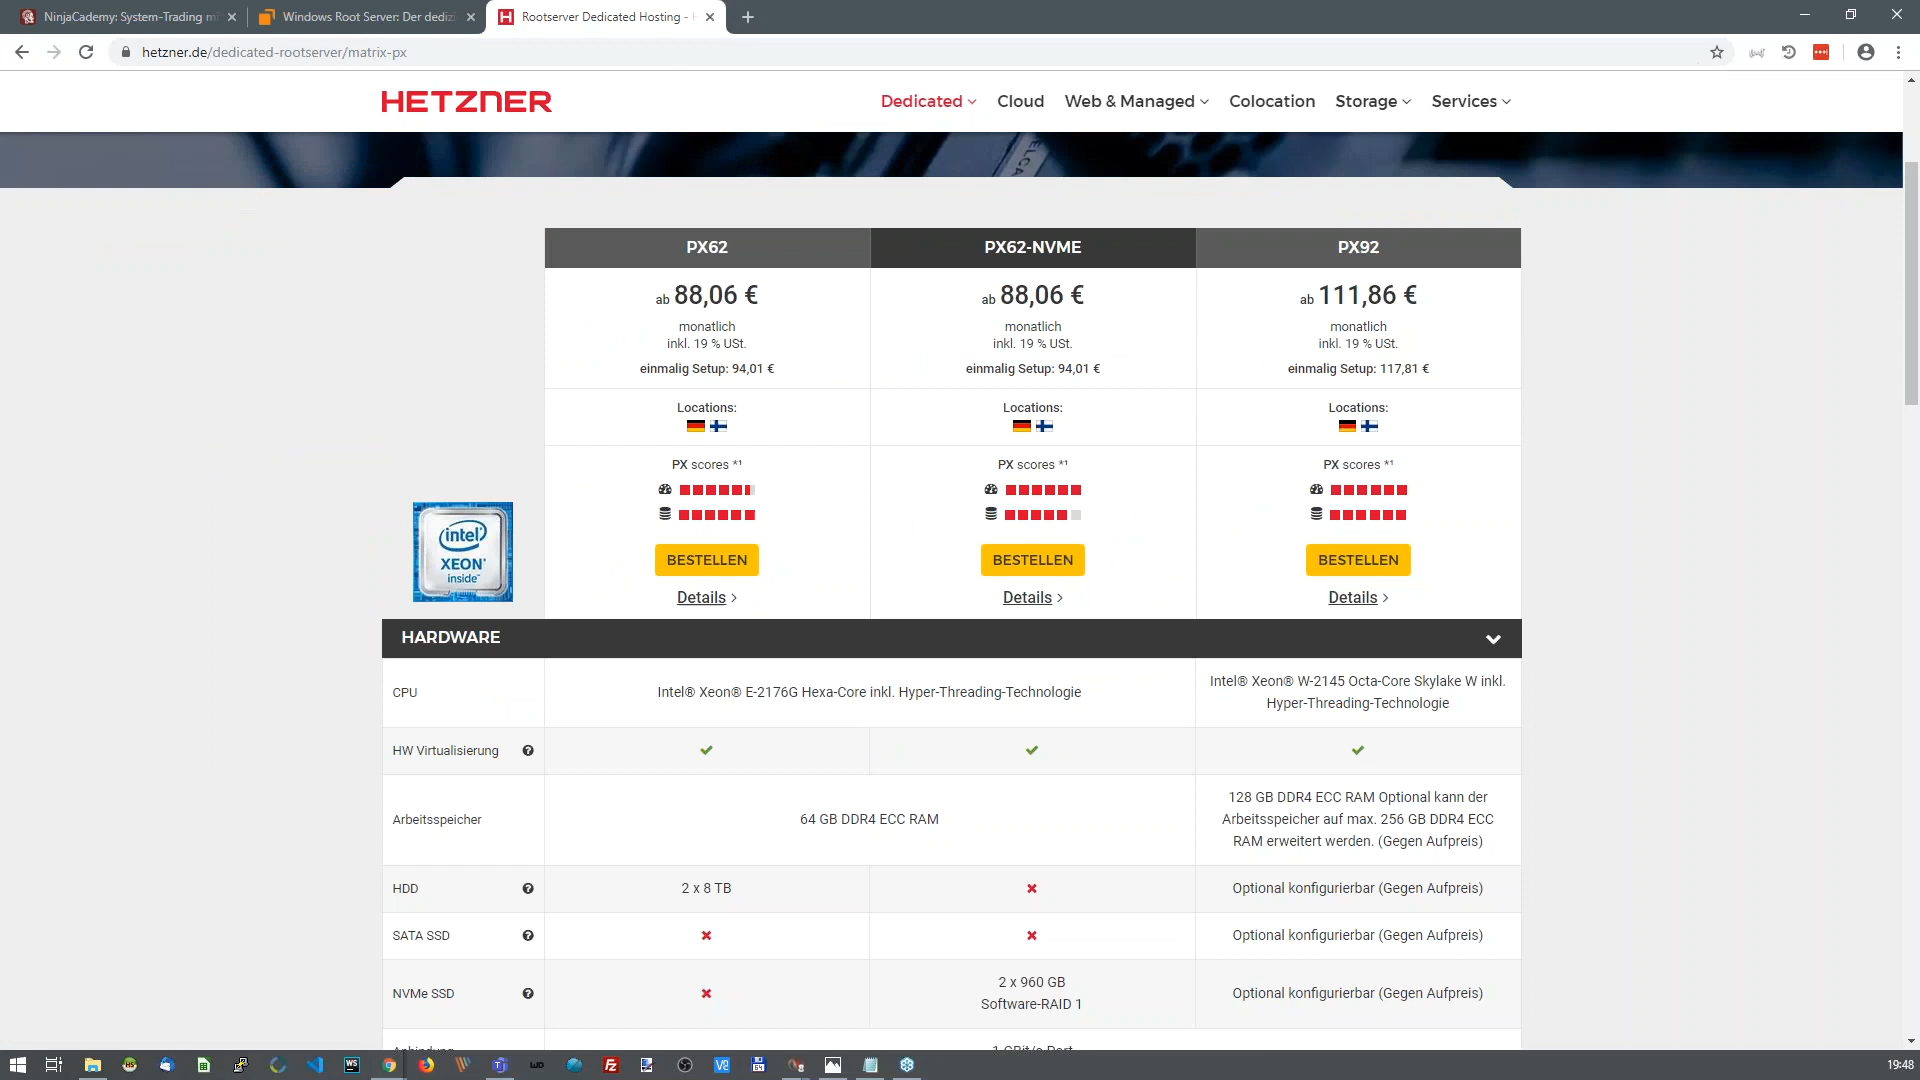 NinjaCademy: System-Trading m
Windows Root Server: Der dediz
Rootserver Dedicated Hosting -
hetzner.de/dedicated-rootserver/matrix-px
HETZNER
Dedicated
Cloud
Web & Managed
Colocation
Storage
Services
PX62
PX62-NVME
PX92
ab 88,06 €
ab 88,06 €
ab 111,86 €
monatlich
monatlich
monatlich
inkl. 19 % USt.
inkl. 19 % USt.
inkl. 19 % USt.
einmalig Setup: 94,01 €
einmalig Setup: 94,01 €
einmalig Setup: 117,81 €
Locations:
Locations:
Locations:
PX scores *¹
PX scores *¹
PX scores *¹
intel
XEON®
inside™
BESTELLEN
BESTELLEN
BESTELLEN
Details
Details
Details
HARDWARE
CPU
Intel® Xeon® E-2176G Hexa-Core inkl. Hyper-Threading-Technologie
Intel® Xeon® W-2145 Octa-Core Skylake W inkl.
Hyper-Threading-Technologie
HW Virtualisierung
Arbeitsspeicher
64 GB DDR4 ECC RAM
128 GB DDR4 ECC RAM Optional kann der
Arbeitsspeicher auf max. 256 GB DDR4 ECC
RAM erweitert werden. (Gegen Aufpreis)
HDD
2 x 8 TB
Optional konfigurierbar (Gegen Aufpreis)
SATA SSD
Optional konfigurierbar (Gegen Aufpreis)
NVMe SSD
2 x 960 GB
Software-RAID 1
Optional konfigurierbar (Gegen Aufpreis)
Anbindung
1 GBit/s-Port
19:48